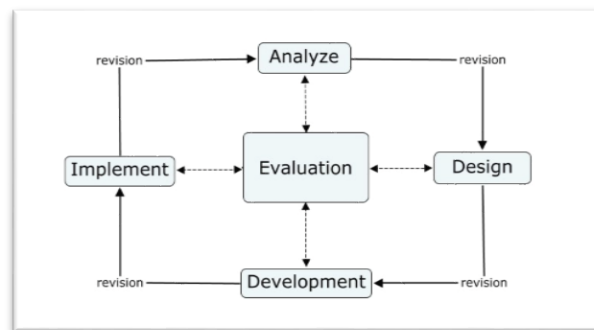 Analyze
revision
revision
Implement
Evaluation
Design
revision
Development
revision